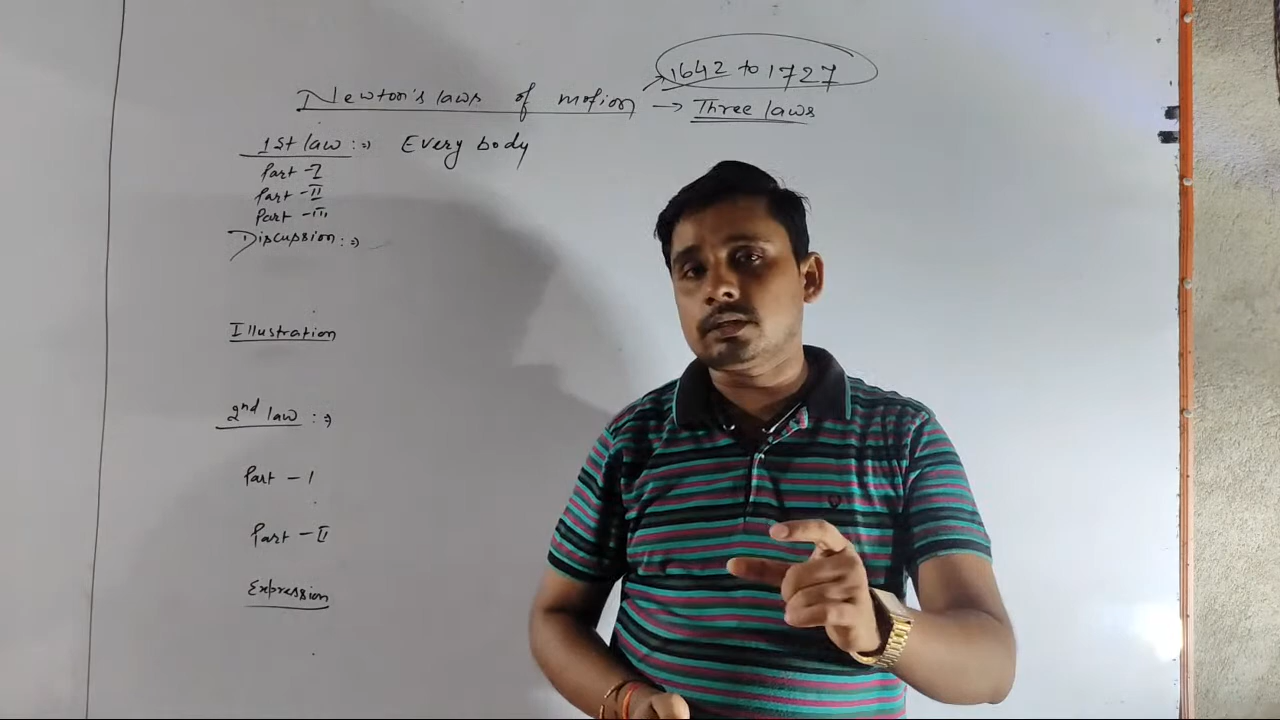 1642 to 1727
Newton's laws of motion → Three laws
1st law :⇒ Every body
Part - I
Part - II
Part - III
Discussion :⇒
Illustration
2nd law :⇒
Part - I
Part - II
Expression